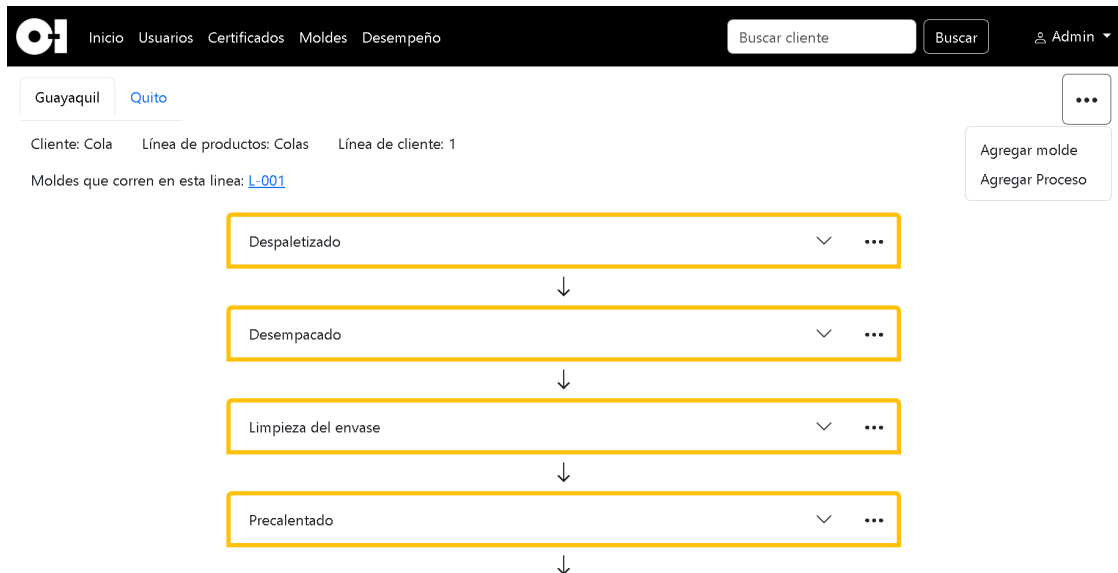 Inicio Usuarios Certificados Moldes Desempeño Buscar cliente Buscar Admin
Guayaquil Quito
Cliente: Cola Línea de productos: Colas Línea de cliente: 1
Agregar molde
Moldes que corren en esta linea: L-001
Agregar Proceso
Despaletizado
Desempacado
Limpieza del envase
Precalentado